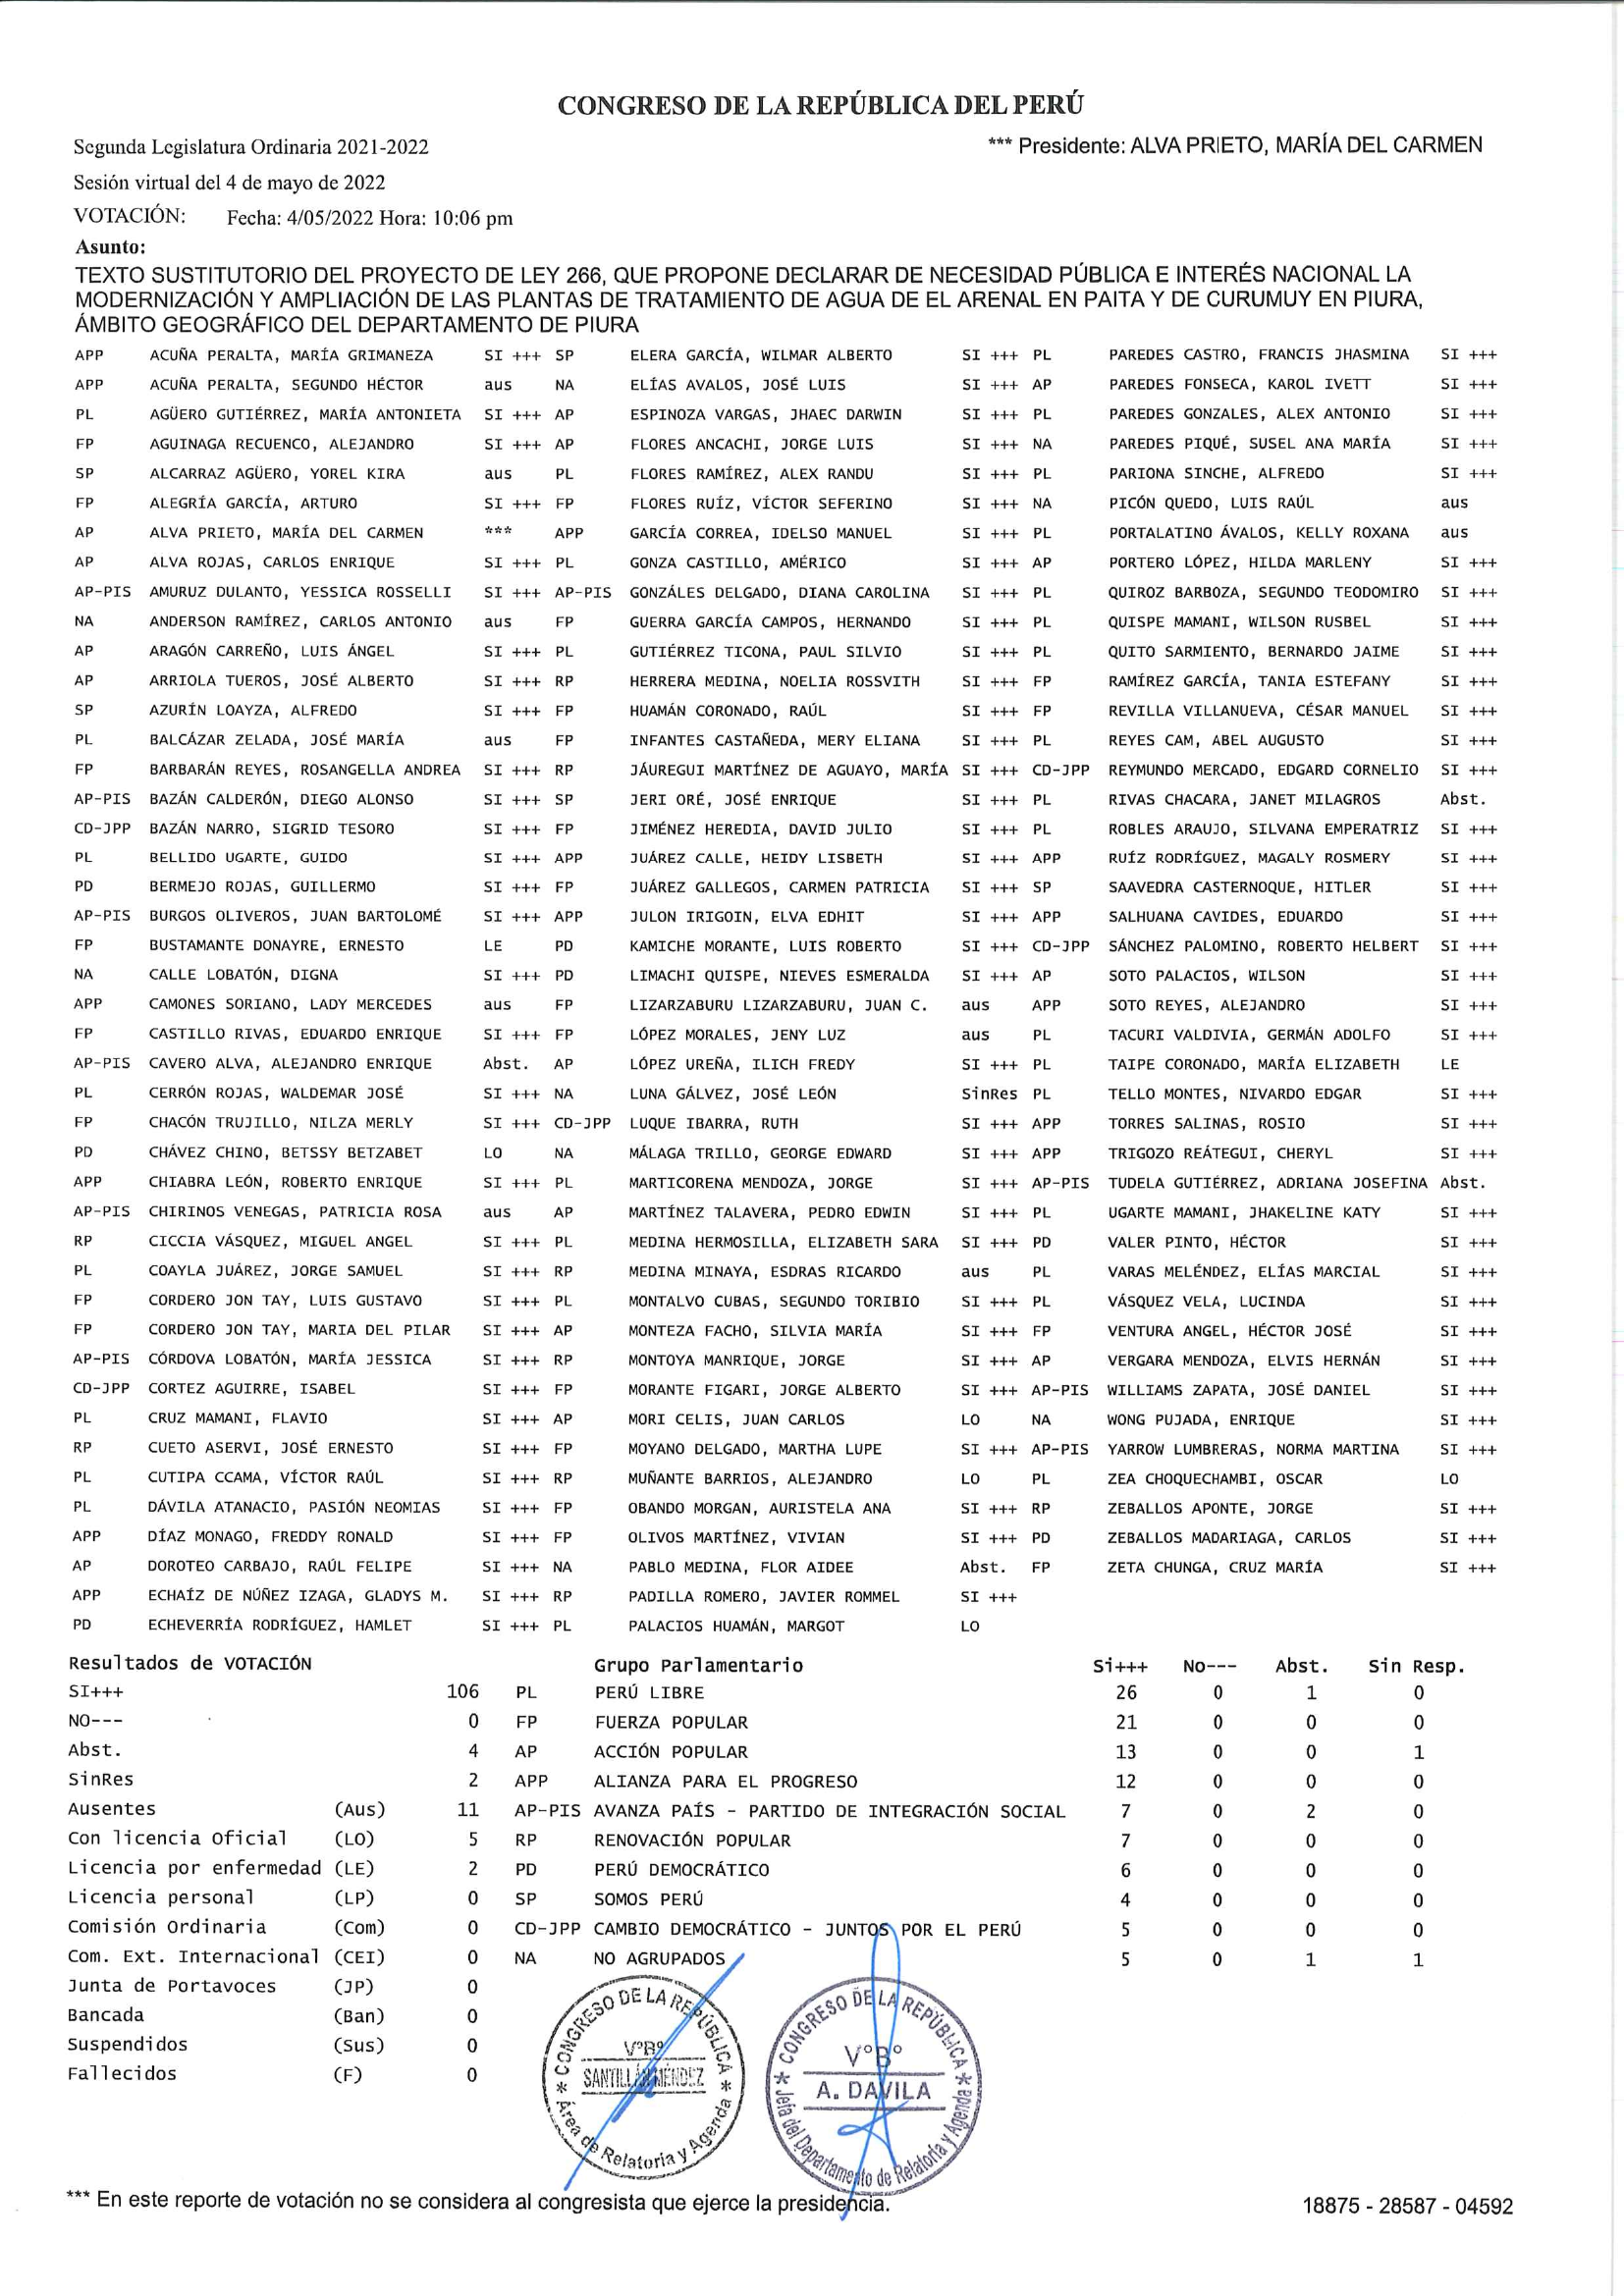 CONGRESO DE LA REPÚBLICA DEL PERÚ
Segunda Legislatura Ordinaria 2021-2022 *** Presidente: ALVA PRIETO, MARÍA DEL CARMEN
Sesión virtual del 4 de mayo de 2022
VOTACIÓN: Fecha: 4/05/2022 Hora: 10:06 pm
Asunto:
TEXTO SUSTITUTORIO DEL PROYECTO DE LEY 266, QUE PROPONE DECLARAR DE NECESIDAD PÚBLICA E INTERÉS NACIONAL LA
MODERNIZACIÓN Y AMPLIACIÓN DE LAS PLANTAS DE TRATAMIENTO DE AGUA DE EL ARENAL EN PAITA Y DE CURUMUY EN PIURA,
ÁMBITO GEOGRÁFICO DEL DEPARTAMENTO DE PIURA
APP ACUÑA PERALTA, MARÍA GRIMANEZA SI +++ SP ELERA GARCÍA, WILMAR ALBERTO SI +++ PL PAREDES CASTRO, FRANCIS JHASMINA SI +++
APP ACUÑA PERALTA, SEGUNDO HÉCTOR aus NA ELÍAS AVALOS, JOSÉ LUIS SI +++ AP PAREDES FONSECA, KAROL IVETT SI +++
PL AGÜERO GUTIÉRREZ, MARÍA ANTONIETA SI +++ AP ESPINOZA VARGAS, JHAEC DARWIN SI +++ PL PAREDES GONZALES, ALEX ANTONIO SI +++
FP AGUINAGA RECUENCO, ALEJANDRO SI +++ AP FLORES ANCACHI, JORGE LUIS SI +++ NA PAREDES PIQUÉ, SUSEL ANA MARÍA SI +++
SP ALCARRAZ AGÜERO, YOREL KIRA aus PL FLORES RAMÍREZ, ALEX RANDU SI +++ PL PARIONA SINCHE, ALFREDO SI +++
FP ALEGRÍA GARCÍA, ARTURO SI +++ FP FLORES RUÍZ, VÍCTOR SEFERINO SI +++ NA PICÓN QUEDO, LUIS RAÚL aus
AP ALVA PRIETO, MARÍA DEL CARMEN *** APP GARCÍA CORREA, IDELSO MANUEL SI +++ PL PORTALATINO ÁVALOS, KELLY ROXANA aus
AP ALVA ROJAS, CARLOS ENRIQUE SI +++ PL GONZA CASTILLO, AMÉRICO SI +++ AP PORTERO LÓPEZ, HILDA MARLENY SI +++
AP-PIS AMURUZ DULANTO, YESSICA ROSSELLI SI +++ AP-PIS GONZÁLES DELGADO, DIANA CAROLINA SI +++ PL QUIROZ BARBOZA, SEGUNDO TEODOMIRO SI +++
NA ANDERSON RAMÍREZ, CARLOS ANTONIO aus FP GUERRA GARCÍA CAMPOS, HERNANDO SI +++ PL QUISPE MAMANI, WILSON RUSBEL SI +++
AP ARAGÓN CARREÑO, LUIS ÁNGEL SI +++ PL GUTIÉRREZ TICONA, PAUL SILVIO SI +++ PL QUITO SARMIENTO, BERNARDO JAIME SI +++
AP ARRIOLA TUEROS, JOSÉ ALBERTO SI +++ RP HERRERA MEDINA, NOELIA ROSSVITH SI +++ FP RAMÍREZ GARCÍA, TANIA ESTEFANY SI +++
SP AZURÍN LOAYZA, ALFREDO SI +++ FP HUAMÁN CORONADO, RAÚL SI +++ FP REVILLA VILLANUEVA, CÉSAR MANUEL SI +++
PL BALCÁZAR ZELADA, JOSÉ MARÍA aus FP INFANTES CASTAÑEDA, MERY ELIANA SI +++ PL REYES CAM, ABEL AUGUSTO SI +++
FP BARBARÁN REYES, ROSANGELLA ANDREA SI +++ RP JÁUREGUI MARTÍNEZ DE AGUAYO, MARÍA SI +++ CD-JPP REYMUNDO MERCADO, EDGARD CORNELIO SI +++
AP-PIS BAZÁN CALDERÓN, DIEGO ALONSO SI +++ SP JERI ORÉ, JOSÉ ENRIQUE SI +++ PL RIVAS CHACARA, JANET MILAGROS Abst.
CD-JPP BAZÁN NARRO, SIGRID TESORO SI +++ FP JIMÉNEZ HEREDIA, DAVID JULIO SI +++ PL ROBLES ARAUJO, SILVANA EMPERATRIZ SI +++
PL BELLIDO UGARTE, GUIDO SI +++ APP JUÁREZ CALLE, HEIDY LISBETH SI +++ APP RUÍZ RODRÍGUEZ, MAGALY ROSMERY SI +++
PD BERMEJO ROJAS, GUILLERMO SI +++ FP JUÁREZ GALLEGOS, CARMEN PATRICIA SI +++ SP SAAVEDRA CASTERNOQUE, HITLER SI +++
AP-PIS BURGOS OLIVEROS, JUAN BARTOLOMÉ SI +++ APP JULON IRIGOIN, ELVA EDHIT SI +++ APP SALHUANA CAVIDES, EDUARDO SI +++
FP BUSTAMANTE DONAYRE, ERNESTO LE PD KAMICHE MORANTE, LUIS ROBERTO SI +++ CD-JPP SÁNCHEZ PALOMINO, ROBERTO HELBERT SI +++
NA CALLE LOBATÓN, DIGNA SI +++ PD LIMACHI QUISPE, NIEVES ESMERALDA SI +++ AP SOTO PALACIOS, WILSON SI +++
APP CAMONES SORIANO, LADY MERCEDES aus FP LIZARZABURU LIZARZABURU, JUAN C. aus APP SOTO REYES, ALEJANDRO SI +++
FP CASTILLO RIVAS, EDUARDO ENRIQUE SI +++ FP LÓPEZ MORALES, JENY LUZ aus PL TACURI VALDIVIA, GERMÁN ADOLFO SI +++
AP-PIS CAVERO ALVA, ALEJANDRO ENRIQUE Abst. AP LÓPEZ UREÑA, ILICH FREDY SI +++ PL TAIPE CORONADO, MARÍA ELIZABETH LE
PL CERRÓN ROJAS, WALDEMAR JOSÉ SI +++ NA LUNA GÁLVEZ, JOSÉ LEÓN SinRes PL TELLO MONTES, NIVARDO EDGAR SI +++
FP CHACÓN TRUJILLO, NILZA MERLY SI +++ CD-JPP LUQUE IBARRA, RUTH SI +++ APP TORRES SALINAS, ROSIO SI +++
PD CHÁVEZ CHINO, BETSSY BETZABET LO NA MÁLAGA TRILLO, GEORGE EDWARD SI +++ APP TRIGOZO REÁTEGUI, CHERYL SI +++
APP CHIABRA LEÓN, ROBERTO ENRIQUE SI +++ PL MARTICORENA MENDOZA, JORGE SI +++ AP-PIS TUDELA GUTIÉRREZ, ADRIANA JOSEFINA Abst.
AP-PIS CHIRINOS VENEGAS, PATRICIA ROSA aus AP MARTÍNEZ TALAVERA, PEDRO EDWIN SI +++ PL UGARTE MAMANI, JHAKELINE KATY SI +++
RP CICCIA VÁSQUEZ, MIGUEL ANGEL SI +++ PL MEDINA HERMOSILLA, ELIZABETH SARA SI +++ PD VALER PINTO, HÉCTOR SI +++
PL COAYLA JUÁREZ, JORGE SAMUEL SI +++ RP MEDINA MINAYA, ESDRAS RICARDO aus PL VARAS MELÉNDEZ, ELÍAS MARCIAL SI +++
FP CORDERO JON TAY, LUIS GUSTAVO SI +++ PL MONTALVO CUBAS, SEGUNDO TORIBIO SI +++ PL VÁSQUEZ VELA, LUCINDA SI +++
FP CORDERO JON TAY, MARIA DEL PILAR SI +++ AP MONTEZA FACHO, SILVIA MARÍA SI +++ FP VENTURA ANGEL, HÉCTOR JOSÉ SI +++
AP-PIS CÓRDOVA LOBATÓN, MARÍA JESSICA SI +++ RP MONTOYA MANRIQUE, JORGE SI +++ AP VERGARA MENDOZA, ELVIS HERNÁN SI +++
CD-JPP CORTEZ AGUIRRE, ISABEL SI +++ FP MORANTE FIGARI, JORGE ALBERTO SI +++ AP-PIS WILLIAMS ZAPATA, JOSÉ DANIEL SI +++
PL CRUZ MAMANI, FLAVIO SI +++ AP MORI CELIS, JUAN CARLOS LO NA WONG PUJADA, ENRIQUE SI +++
RP CUETO ASERVI, JOSÉ ERNESTO SI +++ FP MOYANO DELGADO, MARTHA LUPE SI +++ AP-PIS YARROW LUMBRERAS, NORMA MARTINA SI +++
PL CUTIPA CCAMA, VÍCTOR RAÚL SI +++ RP MUÑANTE BARRIOS, ALEJANDRO LO PL ZEA CHOQUECHAMBI, OSCAR LO
PL DÁVILA ATANACIO, PASIÓN NEOMIAS SI +++ FP OBANDO MORGAN, AURISTELA ANA SI +++ RP ZEBALLOS APONTE, JORGE SI +++
APP DÍAZ MONAGO, FREDDY RONALD SI +++ FP OLIVOS MARTÍNEZ, VIVIAN SI +++ PD ZEBALLOS MADARIAGA, CARLOS SI +++
AP DOROTEO CARBAJO, RAÚL FELIPE SI +++ NA PABLO MEDINA, FLOR AIDEE Abst. FP ZETA CHUNGA, CRUZ MARÍA SI +++
APP ECHAÍZ DE NÚÑEZ IZAGA, GLADYS M. SI +++ RP PADILLA ROMERO, JAVIER ROMMEL SI +++
PD ECHEVERRÍA RODRÍGUEZ, HAMLET SI +++ PL PALACIOS HUAMÁN, MARGOT LO
Resultados de VOTACIÓN Grupo Parlamentario Si+++ No--- Abst. Sin Resp.
SI+++ 106 PL PERÚ LIBRE 26 0 1 0
NO--- 0 FP FUERZA POPULAR 21 0 0 0
Abst. 4 AP ACCIÓN POPULAR 13 0 0 1
SinRes 2 APP ALIANZA PARA EL PROGRESO 12 0 0 0
Ausentes (Aus) 11 AP-PIS AVANZA PAÍS - PARTIDO DE INTEGRACIÓN SOCIAL 7 0 2 0
Con licencia Oficial (LO) 5 RP RENOVACIÓN POPULAR 7 0 0 0
Licencia por enfermedad (LE) 2 PD PERÚ DEMOCRÁTICO 6 0 0 0
Licencia personal (LP) 0 SP SOMOS PERÚ 4 0 0 0
Comisión Ordinaria (Com) 0 CD-JPP CAMBIO DEMOCRÁTICO - JUNTOS POR EL PERÚ 5 0 0 0
Com. Ext. Internacional (CEI) 0 NA NO AGRUPADOS 5 0 1 1
Junta de Portavoces (JP) 0
Bancada (Ban) 0
Suspendidos (Sus) 0
Fallecidos (F) 0
* CONGRESO DE LA REPÚBLICA *
V°B°
SANTILLÁN MÉNDEZ
Área de Relatoria y Agenda
* CONGRESO DE LA REPÚBLICA *
V°B°
A. DAVILA
Jefa del Departamento de Relatoría y Agenda
*** En este reporte de votación no se considera al congresista que ejerce la presidencia. 18875 - 28587 - 04592